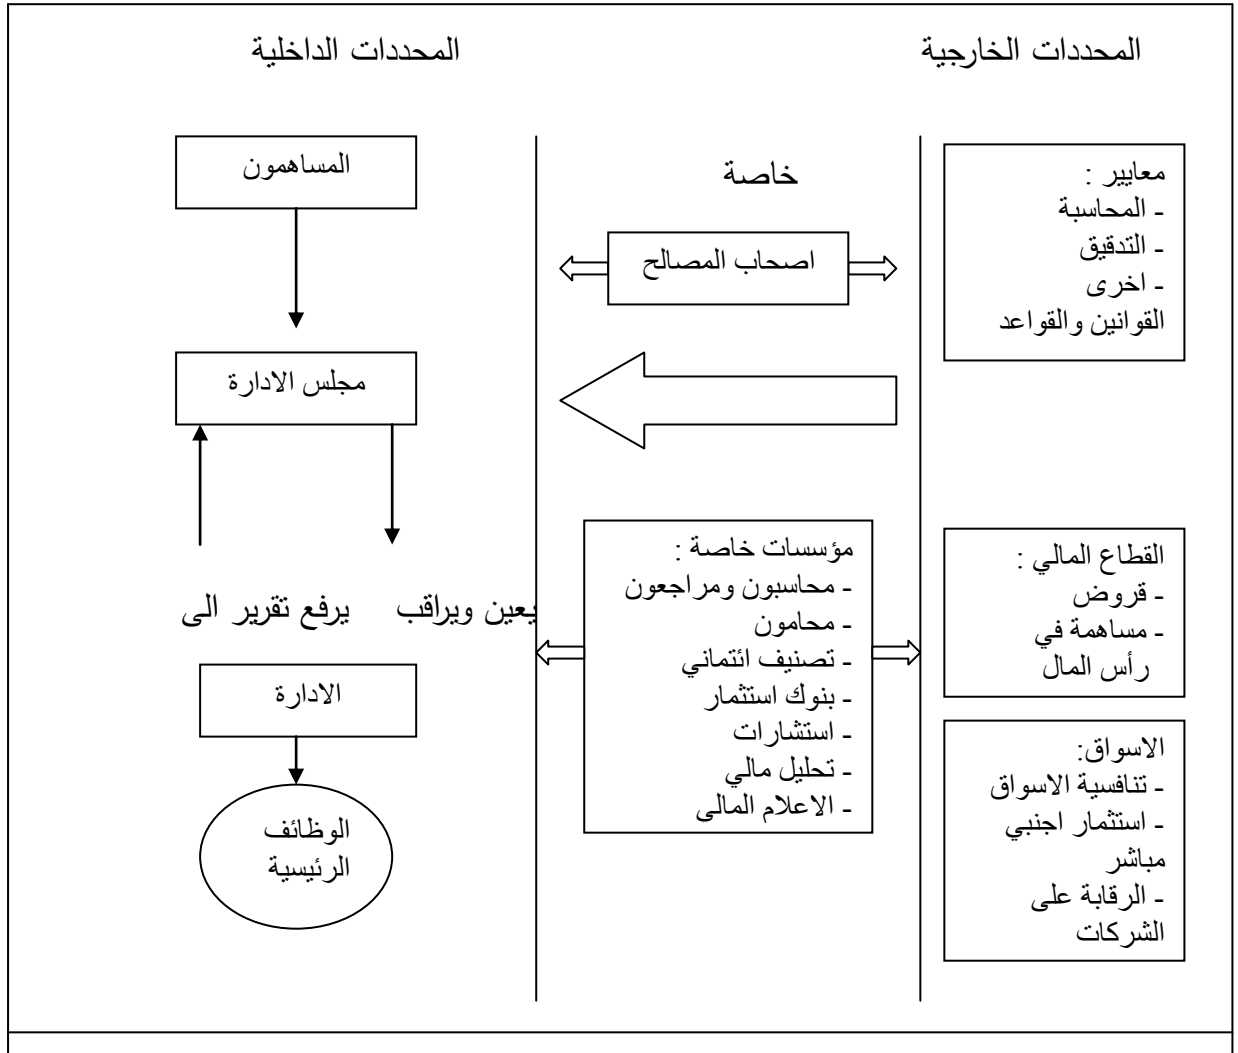 المحددات الخارجية
المحددات الداخلية
معايير :
- المحاسبة
- التدقيق
- اخرى
القوانين والقواعد
القطاع المالي :
- قروض
- مساهمة في
رأس المال
الاسواق:
- تنافسية الاسواق
- استثمار اجنبي
مباشر
- الرقابة على
الشركات
خاصة
اصحاب المصالح
مؤسسات خاصة :
- محاسبون ومراجعون
- محامون
- تصنيف ائتماني
- بنوك استثمار
- استشارات
- تحليل مالي
- الاعلام المالى
المساهمون
مجلس الادارة
يعين ويراقب
يرفع تقرير الى
الادارة
الوظائف
الرئيسية